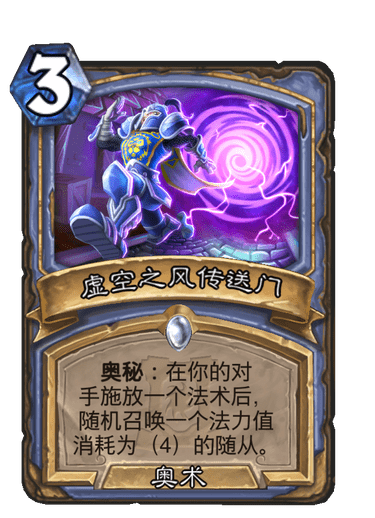 3
虚空之风传送门
奥秘：在你的对
手施放一个法术后，
随机召唤一个法力值
消耗为（4）的随从。
奥术